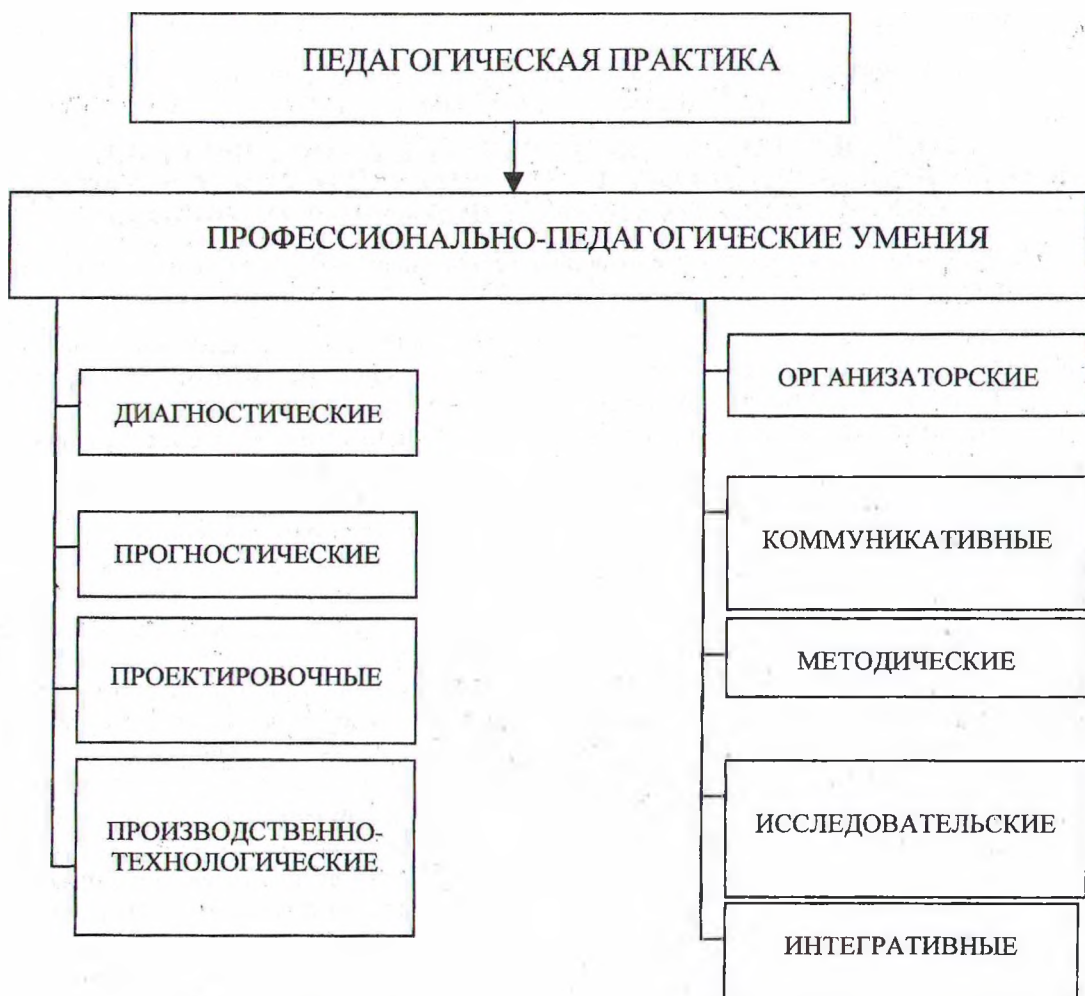 ПЕДАГОГИЧЕСКАЯ ПРАКТИКА
ПРОФЕССИОНАЛЬНО-ПЕДАГОГИЧЕСКИЕ УМЕНИЯ
ДИАГНОСТИЧЕСКИЕ
ПРОГНОСТИЧЕСКИЕ
ПРОЕКТИРОВОЧНЫЕ
ПРОИЗВОДСТВЕННО-
ТЕХНОЛОГИЧЕСКИЕ
ОРГАНИЗАТОРСКИЕ
КОММУНИКАТИВНЫЕ
МЕТОДИЧЕСКИЕ
ИССЛЕДОВАТЕЛЬСКИЕ
ИНТЕГРАТИВНЫЕ